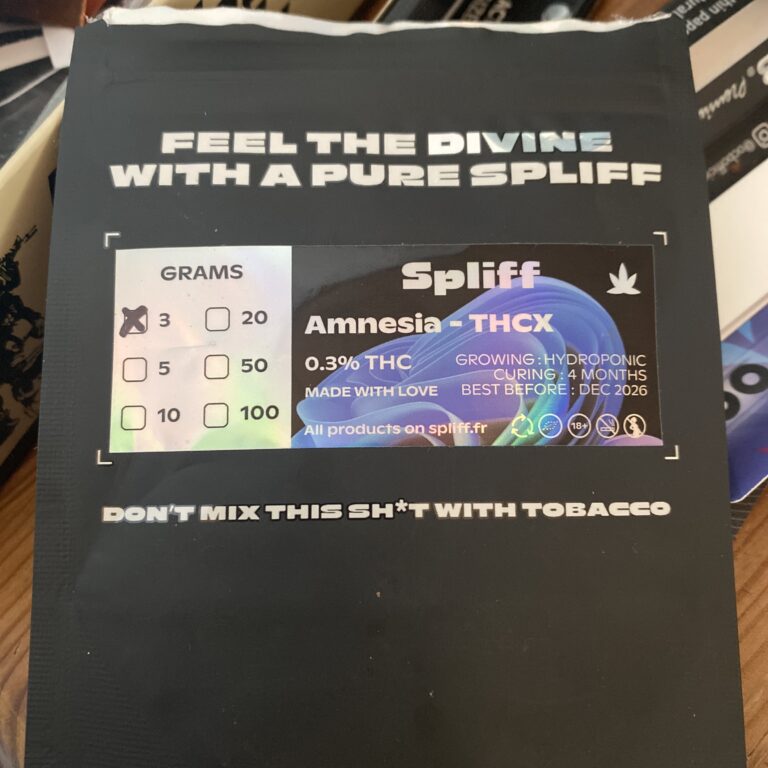 FEEL THE DIVINE
WITH A PURE SPLIFF
GRAMS
3
20
5
50
10
100
Spliff
Amnesia - THCX
0.3% THC
MADE WITH LOVE
GROWING : HYDROPONIC
CURING : 4 MONTHS
BEST BEFORE : DEC 2026
All products on spliff.fr
18+
DON'T MIX THIS SH*T WITH TOBACCO